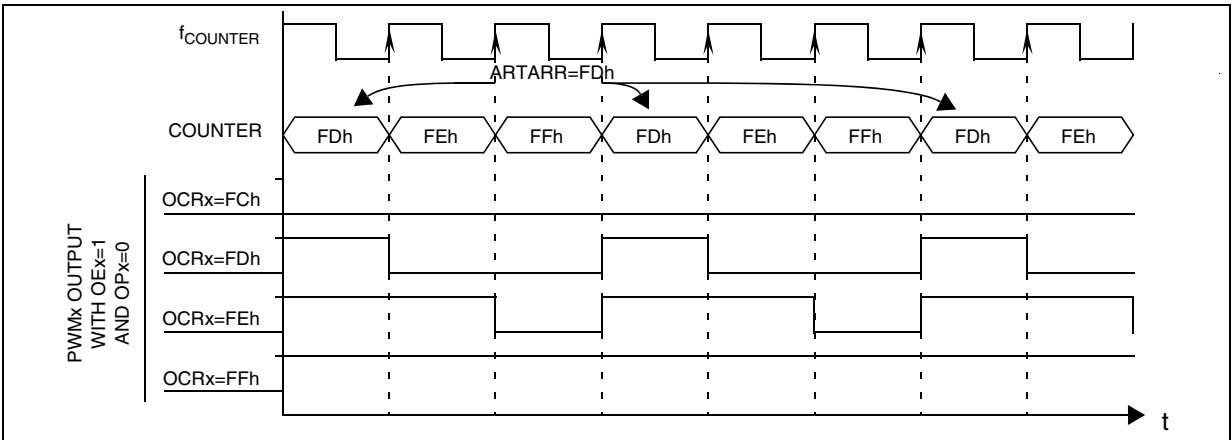 fCOUNTER
ARTARR=FDh
COUNTER
FDh FEh FFh FDh FEh FFh FDh FEh
PWMx OUTPUT
WITH OEx=1
AND OPx=0
OCRx=FCh
OCRx=FDh
OCRx=FEh
OCRx=FFh
t